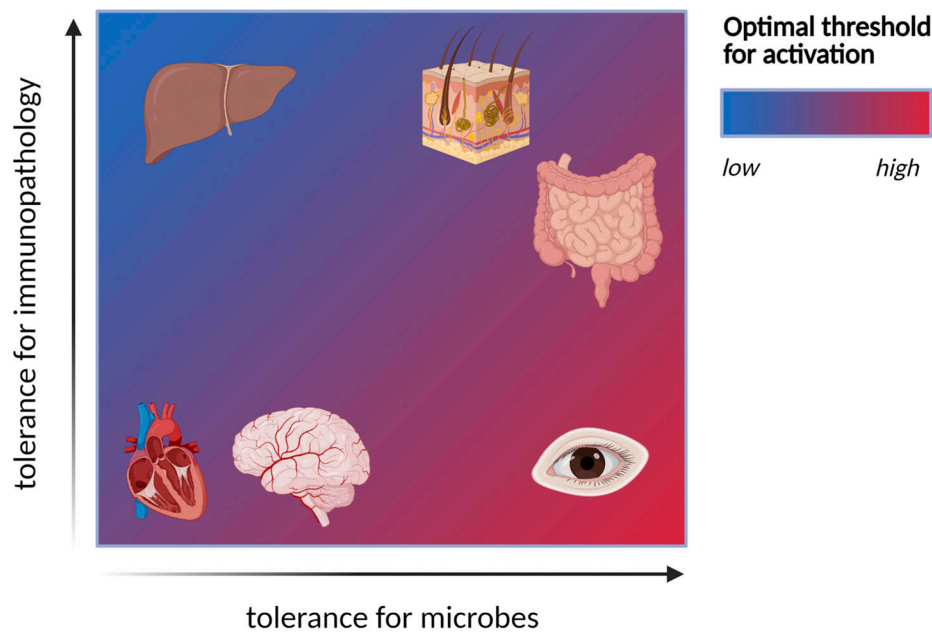 Optimal threshold
for activation
low high
tolerance for immunopathology
tolerance for microbes